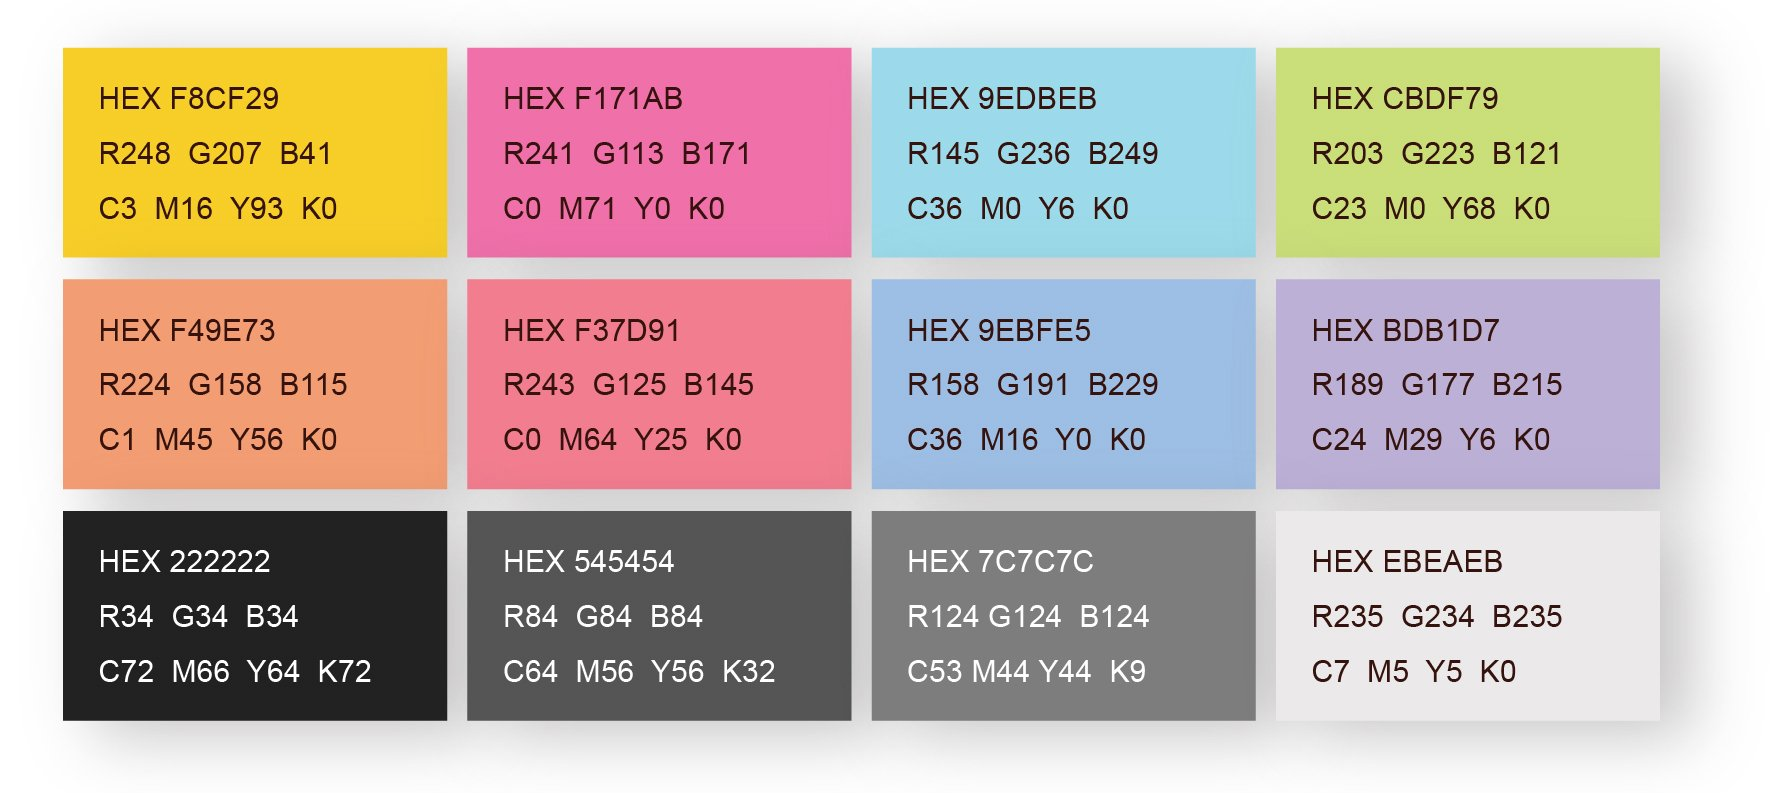 HEX F8CF29
R248 G207 B41
C3 M16 Y93 K0
HEX F171AB
R241 G113 B171
C0 M71 Y0 K0
HEX 9EDBEB
R145 G236 B249
C36 M0 Y6 K0
HEX CBDF79
R203 G223 B121
C23 M0 Y68 K0
HEX F49E73
R224 G158 B115
C1 M45 Y56 K0
HEX F37D91
R243 G125 B145
C0 M64 Y25 K0
HEX 9EBFE5
R158 G191 B229
C36 M16 Y0 K0
HEX BDB1D7
R189 G177 B215
C24 M29 Y6 K0
HEX 222222
R34 G34 B34
C72 M66 Y64 K72
HEX 545454
R84 G84 B84
C64 M56 Y56 K32
HEX 7C7C7C
R124 G124 B124
C53 M44 Y44 K9
HEX EBEAEB
R235 G234 B235
C7 M5 Y5 K0